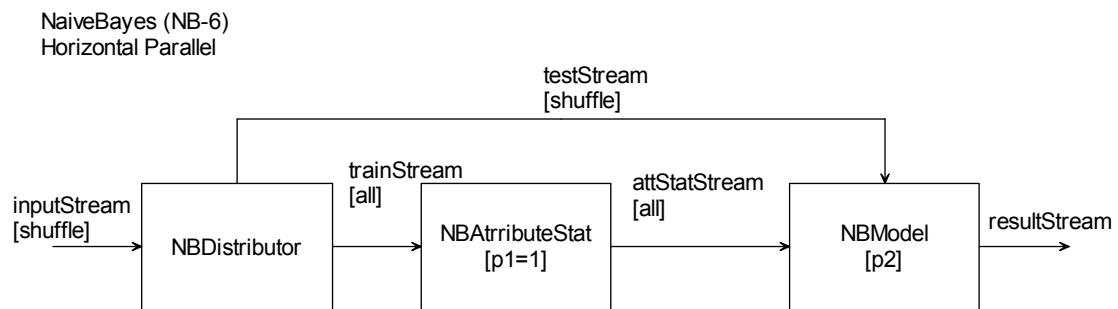 NaiveBayes (NB-6)
Horizontal Parallel
testStream
[shuffle]
trainStream
[all]
attStatStream
[all]
inputStream
[shuffle]
NBDistributor
NBAtrributeStat
[p1=1]
NBModel
[p2]
resultStream